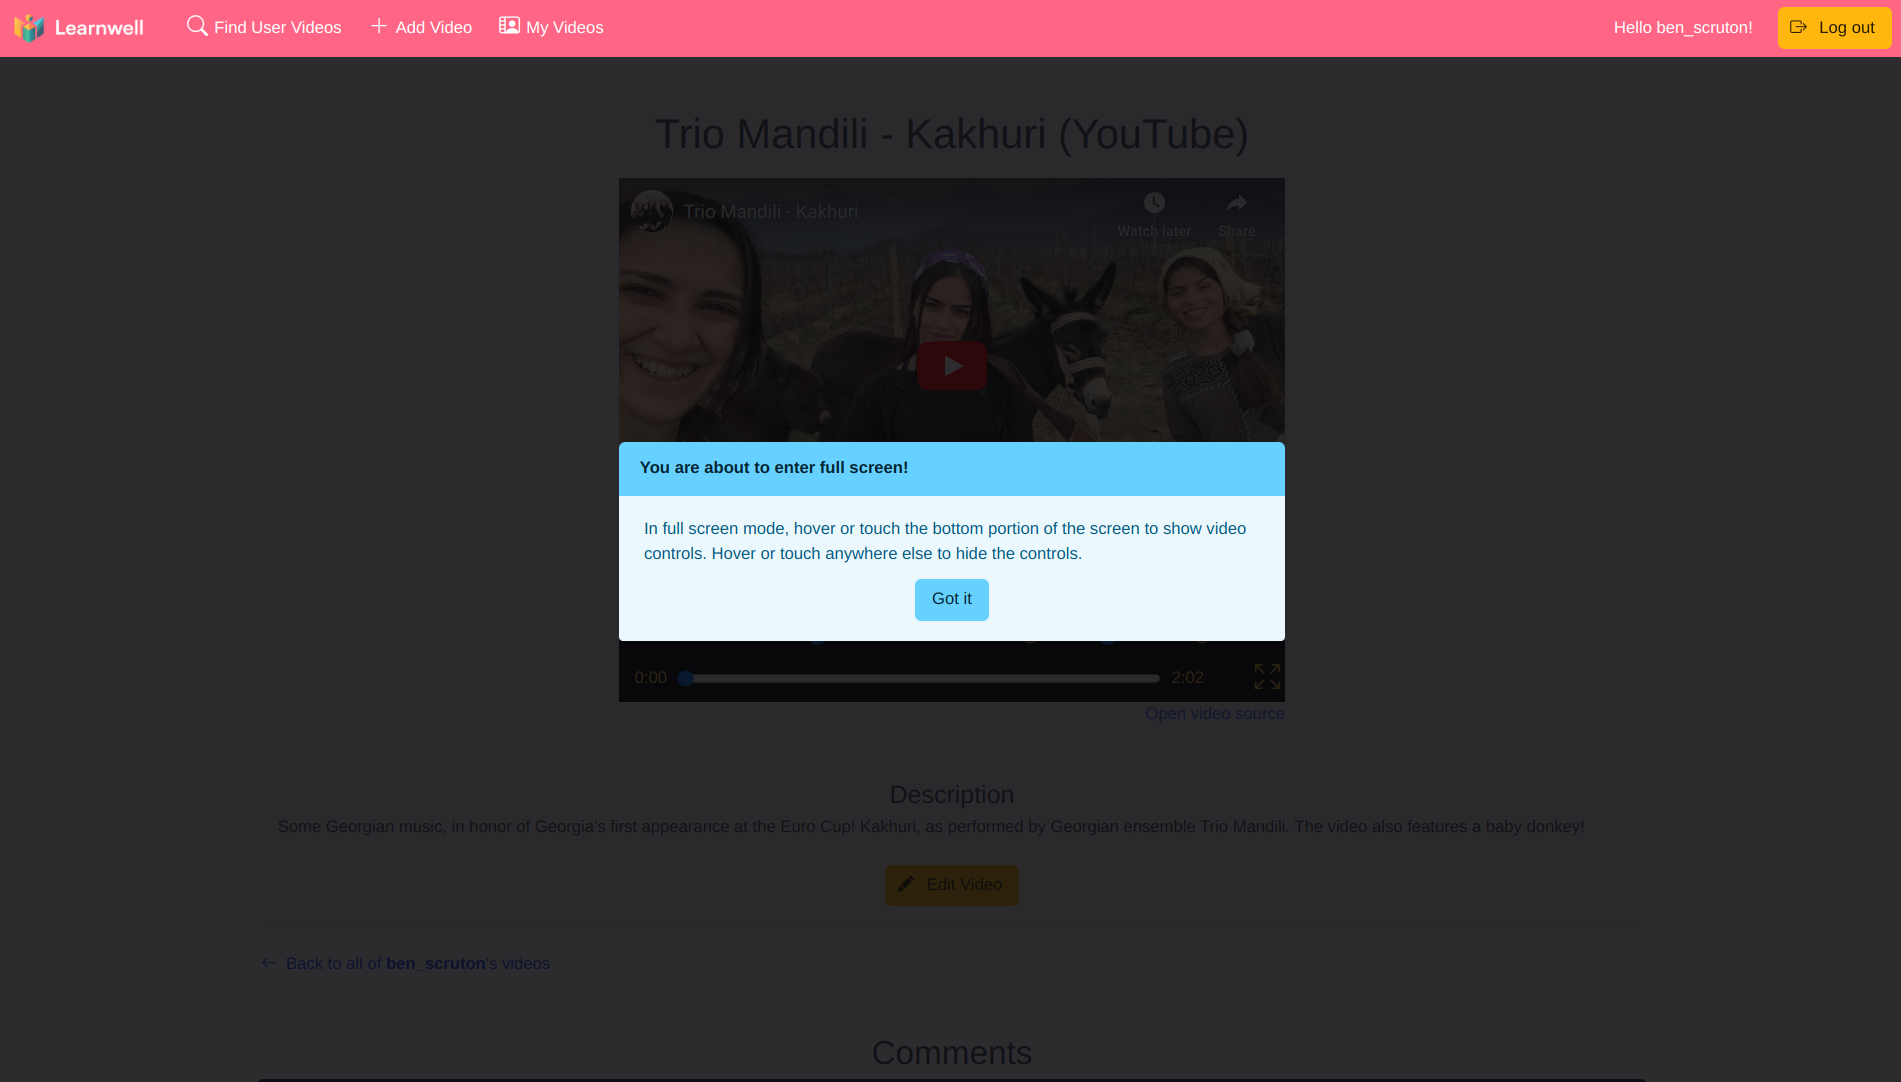 Learnwell
Find User Videos
Add Video
My Videos
Hello ben_scruton!
Log out
Trio Mandili - Kakhuri (YouTube)
Trio Mandili - Kakhuri
Watch later
Share
You are about to enter full screen!
In full screen mode, hover or touch the bottom portion of the screen to show video
controls. Hover or touch anywhere else to hide the controls.
Got it
0:00
2:02
Open video source
Description
Some Georgian music, in honor of Georgia's first appearance at the Euro Cup! Kakhuri, as performed by Georgian ensemble Trio Mandili. The video also features a baby donkey!
Edit Video
Back to all of ben_scruton's videos
Comments